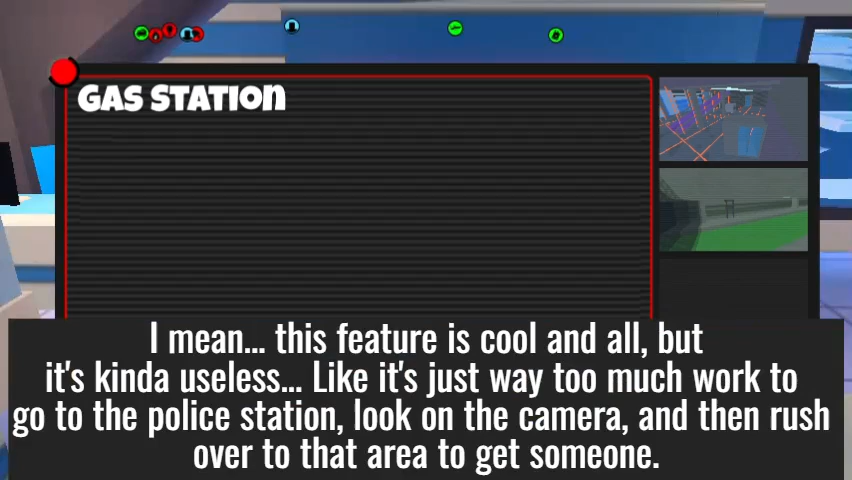 GAS STATION
I mean... this feature is cool and all, but
it's kinda useless... Like it's just way too much work to
go to the police station, look on the camera, and then rush
over to that area to get someone.